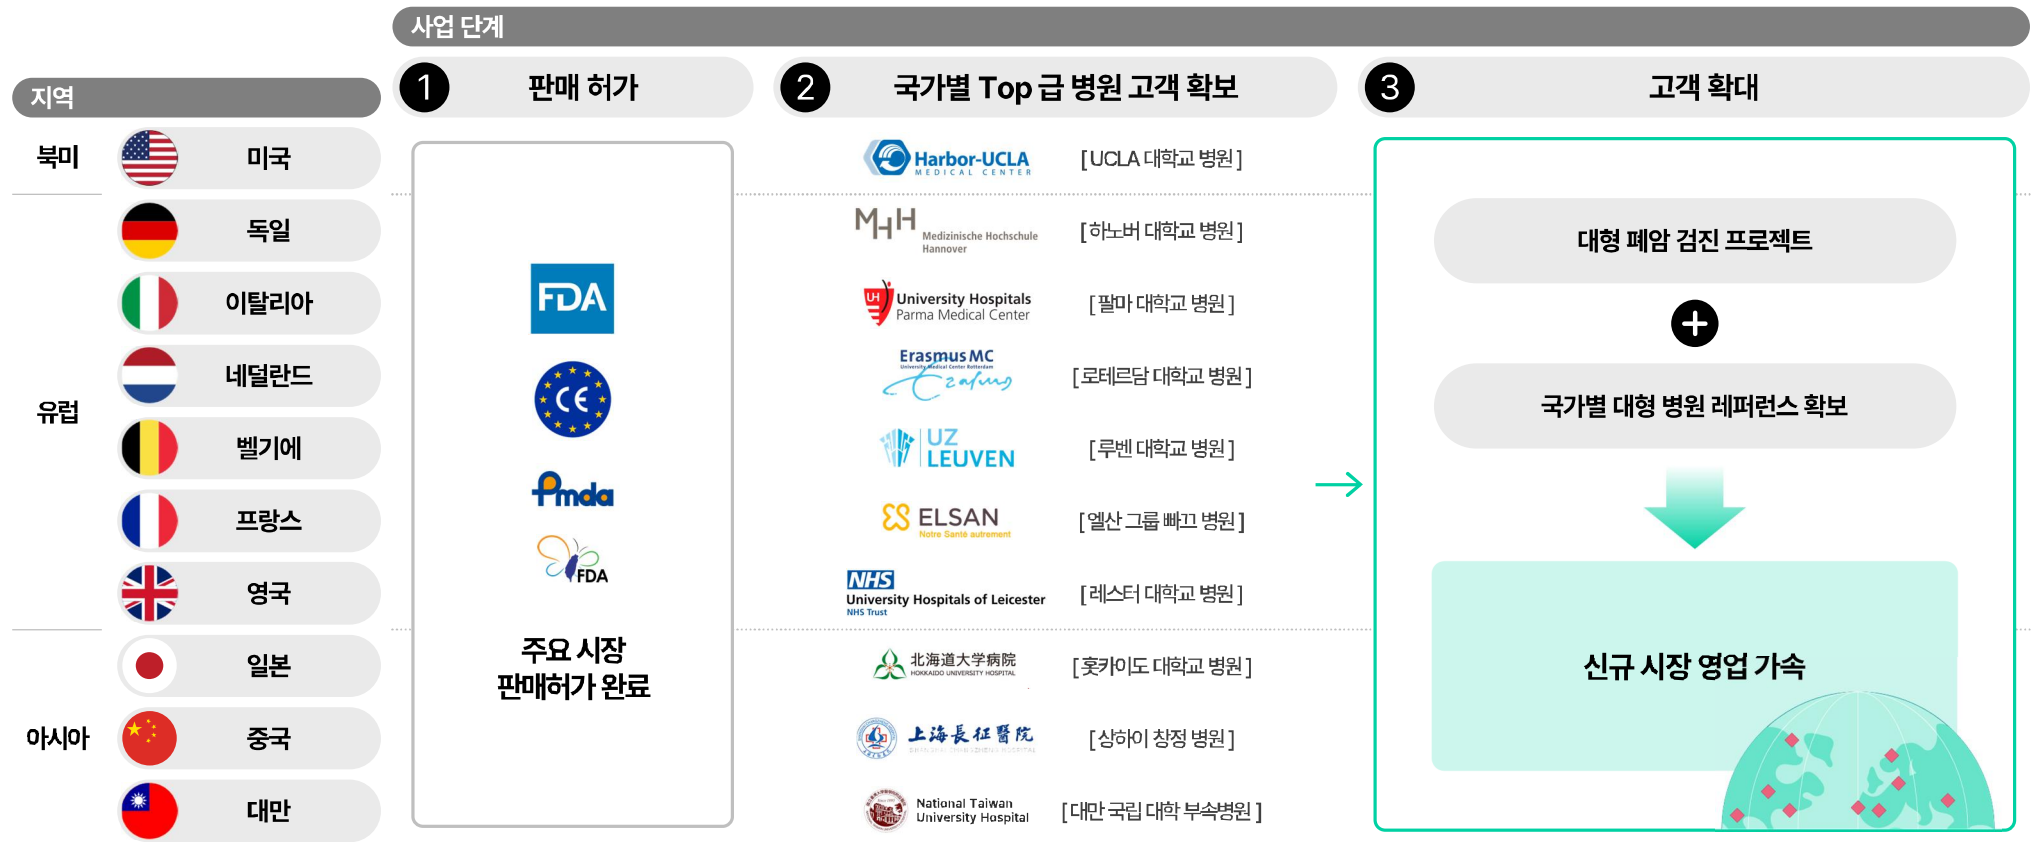 사업 단계
지역
1 판매 허가
2 국가별 Top 급 병원 고객 확보
3 고객 확대
북미
미국
Harbor-UCLA
MEDICAL CENTER
[ UCLA 대학교 병원 ]
유럽
독일
MHH
Medizinische Hochschule
Hannover
[ 하노버 대학교 병원 ]
이탈리아
UH
University Hospitals
Parma Medical Center
[ 팔마 대학교 병원 ]
네덜란드
Erasmus MC
University Medical Center Rotterdam
Erasmus
[ 로테르담 대학교 병원 ]
벨기에
UZ
LEUVEN
[ 루벤 대학교 병원 ]
프랑스
ELSAN
Notre Santé autrement
[ 엘산 그룹 빠끄 병원 ]
영국
NHS
University Hospitals of Leicester
NHS Trust
[ 레스터 대학교 병원 ]
아시아
일본
北海道大学病院
HOKKAIDO UNIVERSITY HOSPITAL
[ 홋카이도 대학교 병원 ]
중국
上海長征醫院
[ 상하이 창정 병원 ]
대만
National Taiwan
University Hospital
[ 대만 국립 대학 부속병원 ]
FDA
CE
Pmda
FDA
주요 시장
판매허가 완료
대형 폐암 검진 프로젝트
+
국가별 대형 병원 레퍼런스 확보
신규 시장 영업 가속